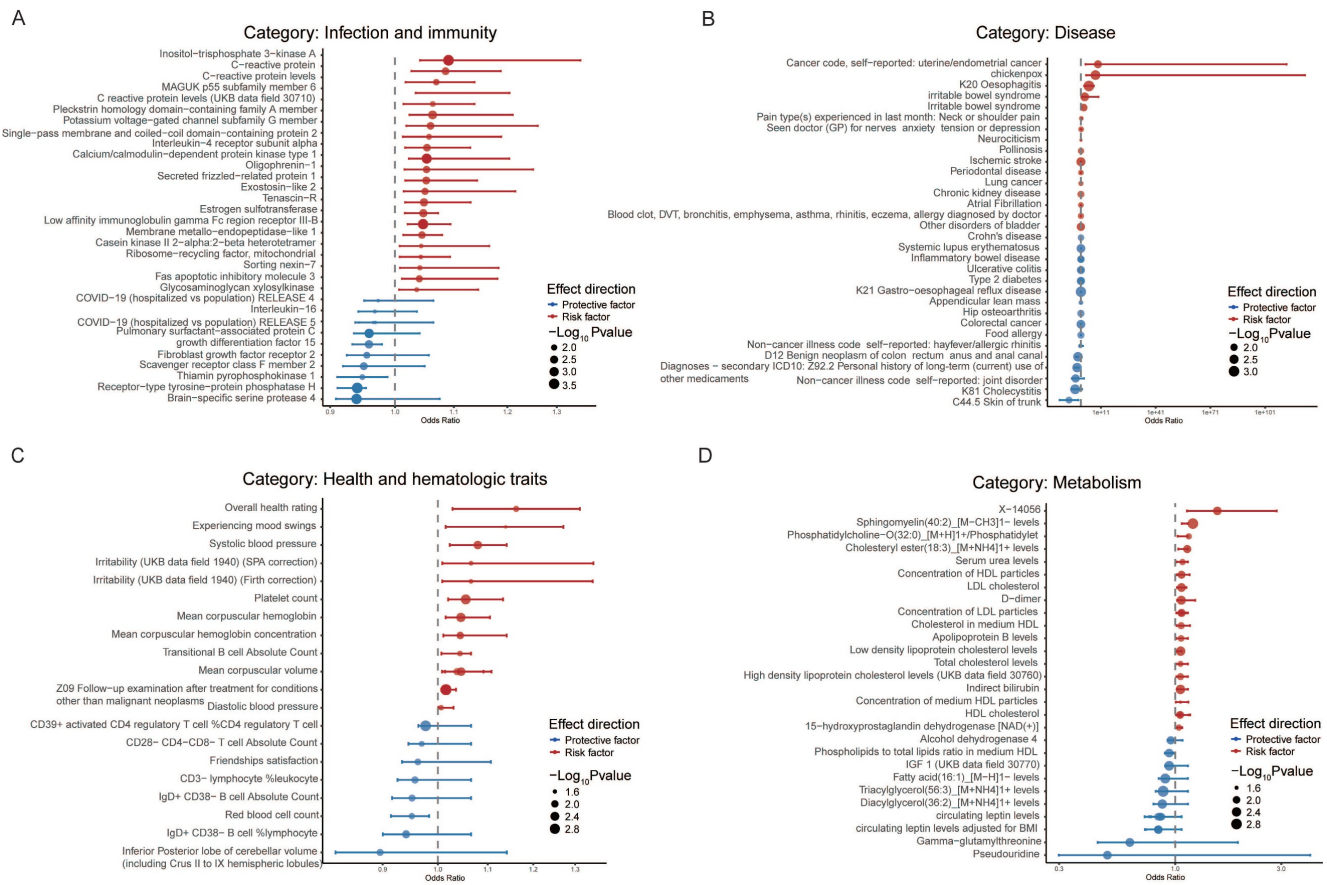 A
Category: Infection and immunity
Inositol−trisphosphate 3−kinase A
C−reactive protein
C−reactive protein levels
MAGUK p55 subfamily member 6
C reactive protein levels (UKB data field 30710)
Pleckstrin homology domain−containing family A member
Potassium voltage−gated channel subfamily G member
Single−pass membrane and coiled−coil domain−containing protein 2
Interleukin−4 receptor subunit alpha
Calcium/calmodulin−dependent protein kinase type 1
Oligophrenin−1
Secreted frizzled−related protein 1
Exostosin−like 2
Tenascin−R
Estrogen sulfotransferase
Low affinity immunoglobulin gamma Fc region receptor III−B
Membrane metallo−endopeptidase−like 1
Casein kinase II 2−alpha:2−beta heterotetramer
Ribosome−recycling factor, mitochondrial
Sorting nexin−7
Fas apoptotic inhibitory molecule 3
Glycosaminoglycan xylosylkinase
COVID−19 (hospitalized vs population) RELEASE 4
Interleukin−16
COVID−19 (hospitalized vs population) RELEASE 5
Pulmonary surfactant−associated protein C
growth differentiation factor 15
Fibroblast growth factor receptor 2
Scavenger receptor class F member 2
Thiamin pyrophosphokinase 1
Receptor−type tyrosine−protein phosphatase H
Brain−specific serine protease 4
Effect direction
Protective factor
Risk factor
−Log10 Pvalue
2.0
2.5
3.0
3.5
0.9 1.0 1.1 1.2 1.3
Odds Ratio
B
Category: Disease
Cancer code, self−reported: uterine/endometrial cancer
chickenpox
K20 Oesophagitis
irritable bowel syndrome
Irritable bowel syndrome
Pain type(s) experienced in last month: Neck or shoulder pain
Seen doctor (GP) for nerves anxiety tension or depression
Neurociticism
Pollinosis
Ischemic stroke
Periodontal disease
Lung cancer
Chronic kidney disease
Atrial Fibrillation
Blood clot, DVT, bronchitis, emphysema, asthma, rhinitis, eczema, allergy diagnosed by doctor
Other disorders of bladder
Crohn's disease
Systemic lupus erythematosus
Inflammatory bowel disease
Ulcerative colitis
Type 2 diabetes
K21 Gastro−oesophageal reflux disease
Appendicular lean mass
Hip osteoarthritis
Colorectal cancer
Food allergy
Non−cancer illness code self−reported: hayfever/allergic rhinitis
D12 Benign neoplasm of colon rectum anus and anal canal
Diagnoses − secondary ICD10: Z92.2 Personal history of long−term (current) use of
other medicaments
Non−cancer illness code self−reported: joint disorder
K81 Cholecystitis
C44.5 Skin of trunk
Effect direction
Protective factor
Risk factor
−Log10 Pvalue
2.0
2.5
3.0
1e+11 1e+41 1e+71 1e+101
Odds Ratio
C
Category: Health and hematologic traits
Overall health rating
Experiencing mood swings
Systolic blood pressure
Irritability (UKB data field 1940) (SPA correction)
Irritability (UKB data field 1940) (Firth correction)
Platelet count
Mean corpuscular hemoglobin
Mean corpuscular hemoglobin concentration
Transitional B cell Absolute Count
Mean corpuscular volume
Z09 Follow−up examination after treatment for conditions
other than malignant neoplasms
Diastolic blood pressure
CD39+ activated CD4 regulatory T cell %CD4 regulatory T cell
CD28− CD4−CD8− T cell Absolute Count
Friendships satisfaction
CD3− lymphocyte %leukocyte
IgD+ CD38− B cell Absolute Count
Red blood cell count
IgD+ CD38− B cell %lymphocyte
Inferior Posterior lobe of cerebellar volume
(including Crus II to IX hemispheric lobules)
Effect direction
Protective factor
Risk factor
−Log10Pvalue
1.6
2.0
2.4
2.8
0.9 1.0 1.1 1.2 1.3
Odds Ratio
D
Category: Metabolism
X−14056
Sphingomyelin(40:2)_[M−CH3]1− levels
Phosphatidylcholine−O(32:0)_[M+H]1+/Phosphatidylet
Cholesteryl ester(18:3)_[M+NH4]1+ levels
Serum urea levels
Concentration of HDL particles
LDL cholesterol
D−dimer
Concentration of LDL particles
Cholesterol in medium HDL
Apolipoprotein B levels
Low density lipoprotein cholesterol levels
Total cholesterol levels
High density lipoprotein cholesterol levels (UKB data field 30760)
Indirect bilirubin
Concentration of medium HDL particles
HDL cholesterol
15−hydroxyprostaglandin dehydrogenase [NAD(+)]
Alcohol dehydrogenase 4
Phospholipids to total lipids ratio in medium HDL
IGF 1 (UKB data field 30770)
Fatty acid(16:1)_[M−H]1− levels
Triacylglycerol(56:3)_[M+NH4]1+ levels
Diacylglycerol(36:2)_[M+NH4]1+ levels
circulating leptin levels
circulating leptin levels adjusted for BMI
Gamma−glutamylthreonine
Pseudouridine
Effect direction
Protective factor
Risk factor
−Log10Pvalue
1.6
2.0
2.4
2.8
0.3 1.0 3.0
Odds Ratio